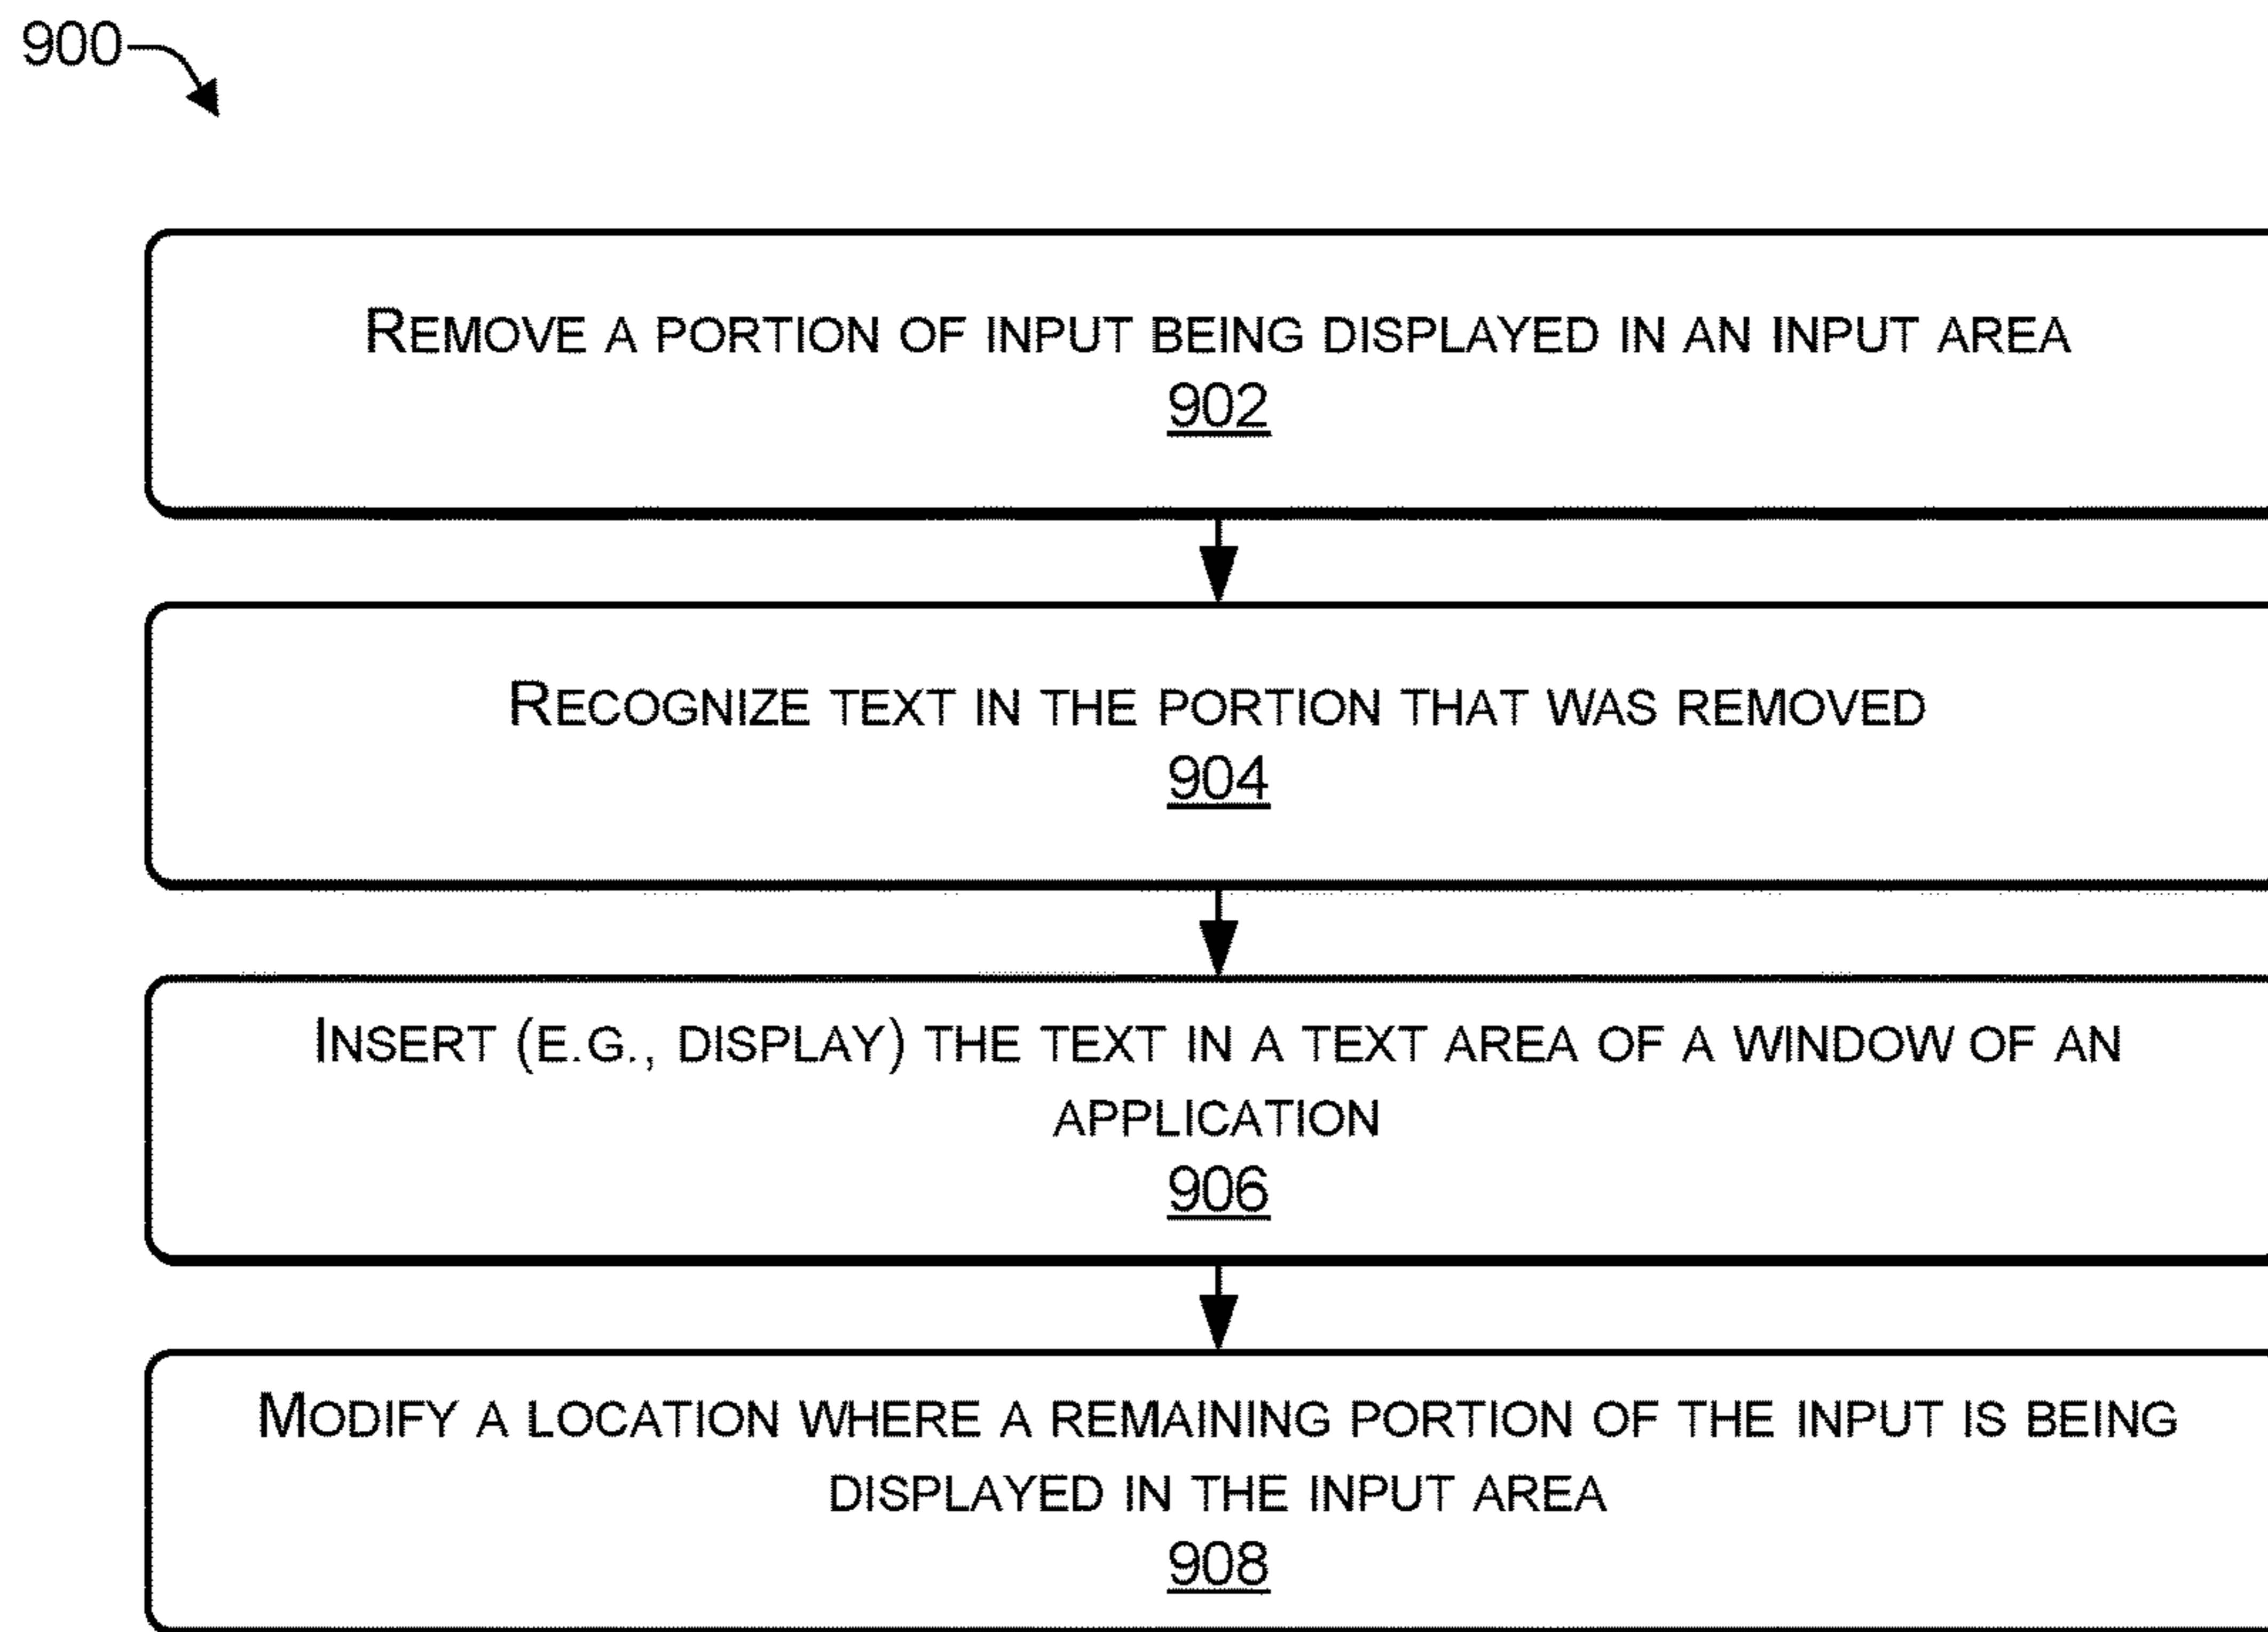 900
REMOVE A PORTION OF INPUT BEING DISPLAYED IN AN INPUT AREA
902
RECOGNIZE TEXT IN THE PORTION THAT WAS REMOVED
904
INSERT (E.G., DISPLAY) THE TEXT IN A TEXT AREA OF A WINDOW OF AN
APPLICATION
906
MODIFY A LOCATION WHERE A REMAINING PORTION OF THE INPUT IS BEING
DISPLAYED IN THE INPUT AREA
908